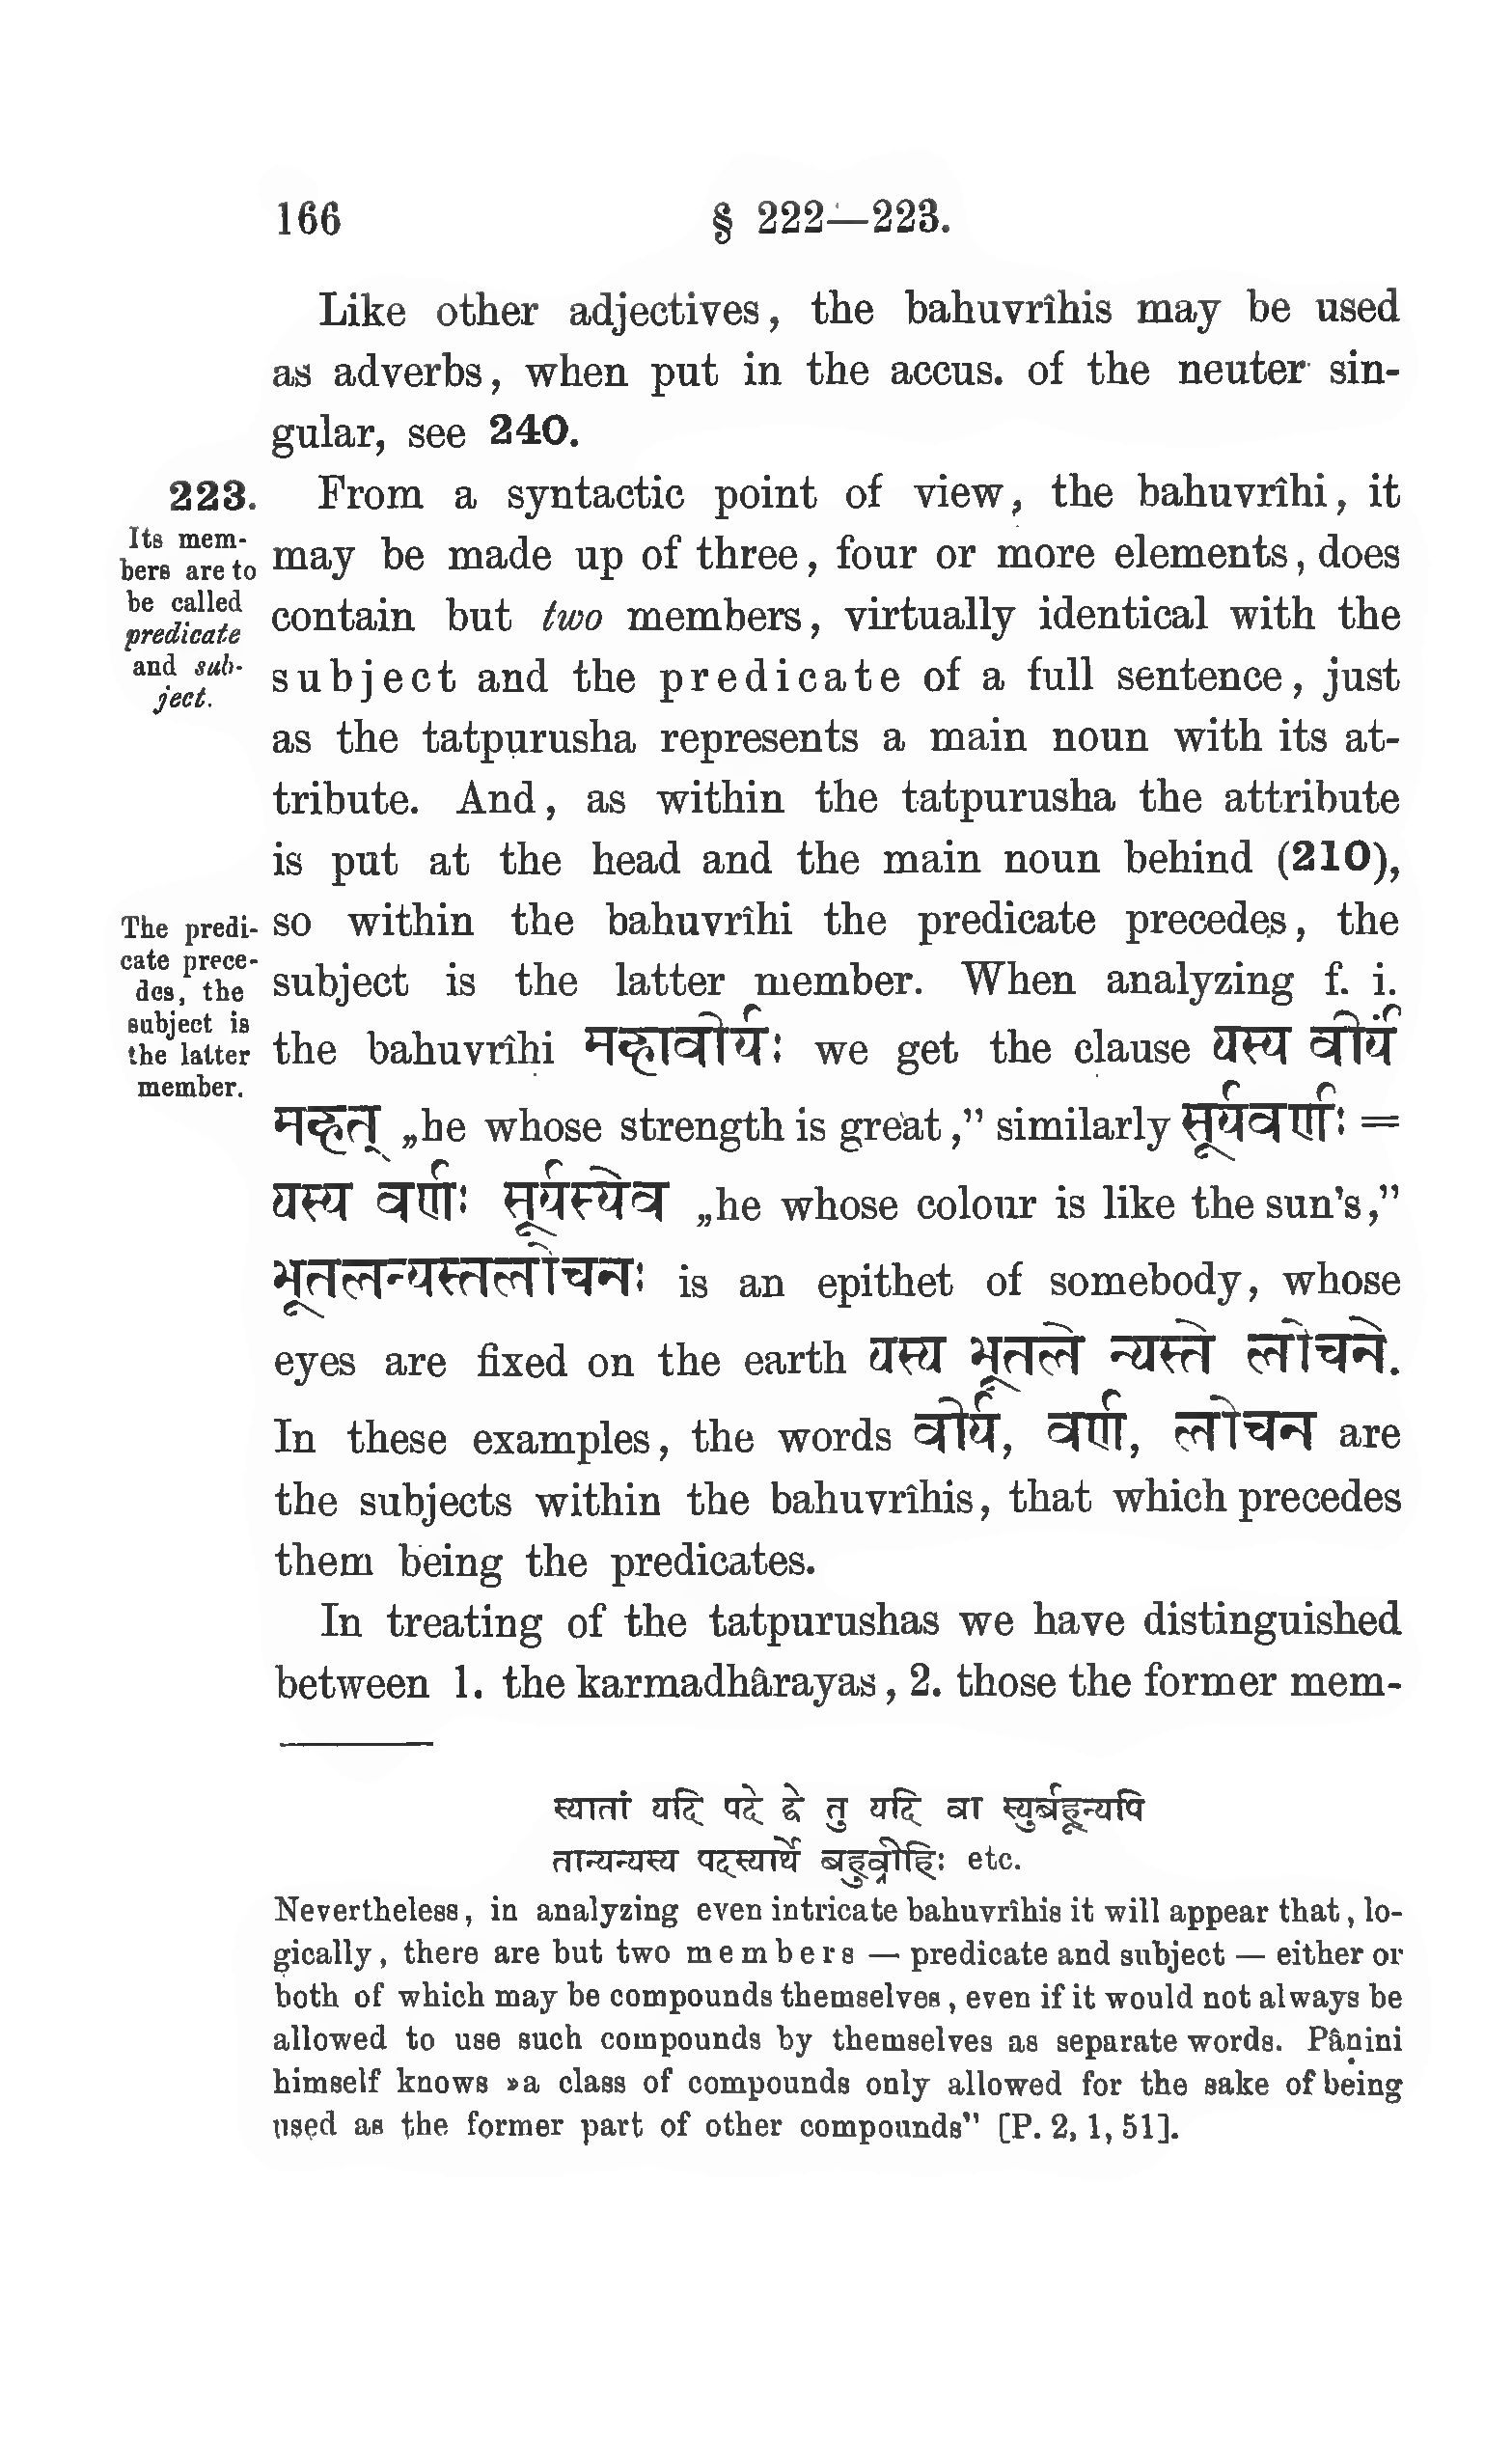 166 § 222—223.
Like other adjectives, the bahuvrîhis may be used
as adverbs, when put in the accus. of the neuter sin-
gular, see 240.
223. From a syntactic point of view, the bahuvrîhi, it
Its mem-
bers are to
be called
predicate
and sub-
ject.
may be made up of three, four or more elements, does
contain but two members, virtually identical with the
subject and the predicate of a full sentence, just
as the tatpurusha represents a main noun with its at-
tribute. And, as within the tatpurusha the attribute
is put at the head and the main noun behind (210),
The predi-
cate prece-
des, the
subject is
the latter
member.
so within the bahuvrîhi the predicate precedes, the
subject is the latter member. When analyzing f. i.
the bahuvrîhi महावीर्यः we get the clause यस्य वीर्यं
महत् „he whose strength is great,” similarly सूर्यवर्णः =
यस्य वर्णः सूर्यस्येव „he whose colour is like the sun’s,”
भूतलन्यस्तलोचनः is an epithet of somebody, whose
eyes are fixed on the earth यस्य भूतले न्यस्ते लोचने.
In these examples, the words वीर्य, वर्ण, लोचन are
the subjects within the bahuvrîhis, that which precedes
them being the predicates.
In treating of the tatpurushas we have distinguished
between 1. the karmadhârayas, 2. those the former mem-
स्यातां यदि पदे द्वे तु यदि वा स्युर्बहून्यपि
तान्यन्यस्य पदस्यार्थे बहुव्रीहिः etc.
Nevertheless, in analyzing even intricate bahuvrîhis it will appear that, lo-
gically, there are but two members — predicate and subject — either or
both of which may be compounds themselves, even if it would not always be
allowed to use such compounds by themselves as separate words. Pâṇini
himself knows »a class of compounds only allowed for the sake of being
used as the former part of other compounds” [P. 2, 1, 51].